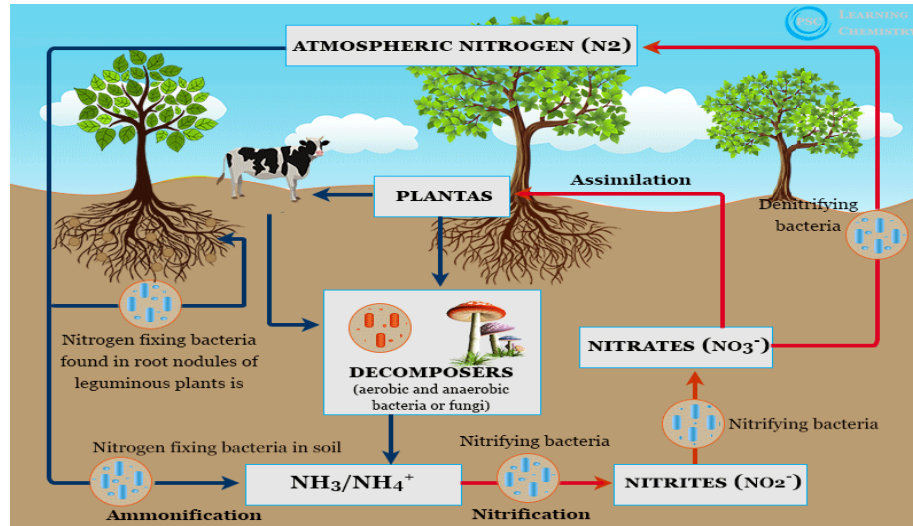 PSC
LEARNING
CHEMISTRY
ATMOSPHERIC NITROGEN (N2)
PLANTAS
Assimilation
Denitrifying
bacteria
Nitrogen fixing bacteria
found in root nodules of
leguminous plants is
DECOMPOSERS
(aerobic and anaerobic
bacteria or fungi)
NITRATES (NO3⁻)
Nitrifying bacteria
Nitrogen fixing bacteria in soil
Nitrifying bacteria
NH₃/NH₄⁺
NITRITES (NO2⁻)
Ammonification
Nitrification